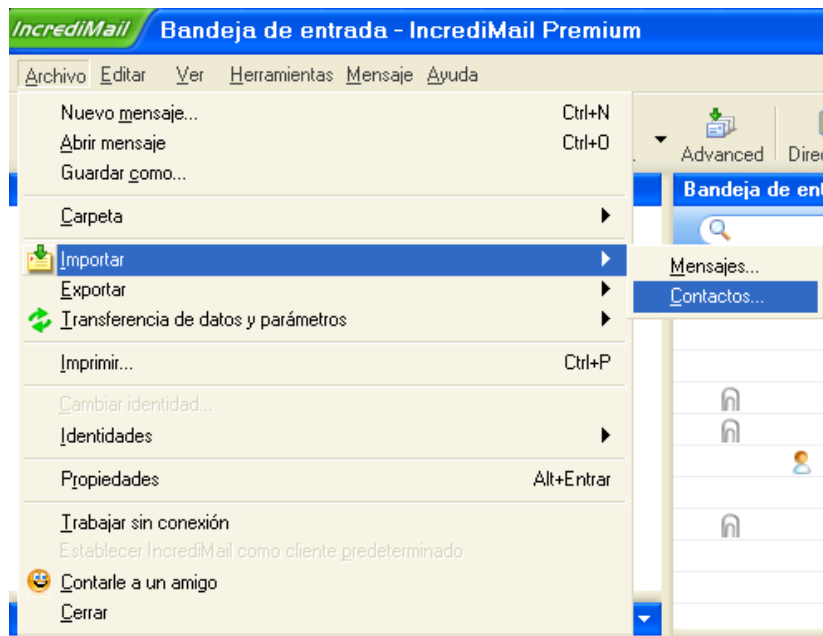 IncrediMail Bandeja de entrada - IncrediMail Premium
Archivo Editar Ver Herramientas Mensaje Ayuda
Nuevo mensaje... Ctrl+N
Abrir mensaje Ctrl+O
Guardar como...
Carpeta
Importar
Exportar
Transferencia de datos y parámetros
Imprimir... Ctrl+P
Cambiar identidad...
Identidades
Propiedades Alt+Entrar
Trabajar sin conexión
Establecer IncrediMail como cliente predeterminado
Contarle a un amigo
Cerrar
Advanced Direc
Bandeja de ent
Mensajes...
Contactos...